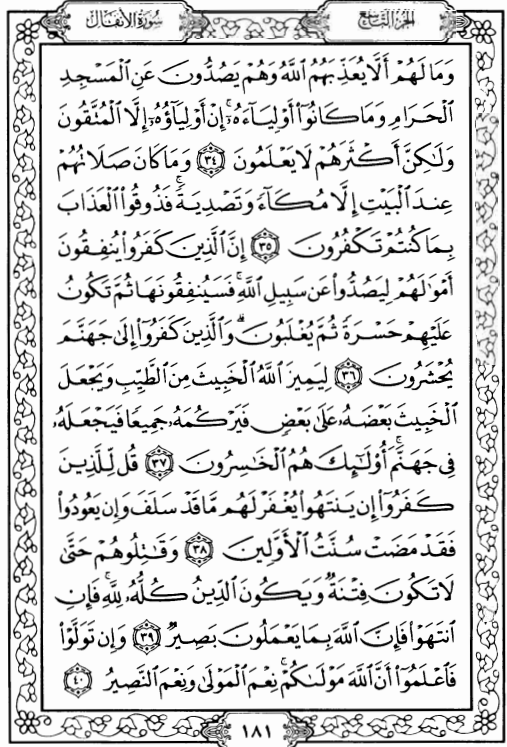 الجزء التاسع
سورة الأنفال
وَمَا لَهُمْ أَلَّا يُعَذِّبَهُمُ ٱللَّهُ وَهُمْ يَصُدُّونَ عَنِ ٱلْمَسْجِدِ
ٱلْحَرَامِ وَمَا كَانُوٓا۟ أَوْلِيَآءَهُۥٓ ۚ إِنْ أَوْلِيَآؤُهُۥٓ إِلَّا ٱلْمُتَّقُونَ
وَلَٰكِنَّ أَكْثَرَهُمْ لَا يَعْلَمُونَ ٣٤ وَمَا كَانَ صَلَاتُهُمْ
عِندَ ٱلْبَيْتِ إِلَّا مُكَآءً وَتَصْدِيَةً ۚ فَذُوقُوا۟ ٱلْعَذَابَ
بِمَا كُنتُمْ تَكْفُرُونَ ٣٥ إِنَّ ٱلَّذِينَ كَفَرُوا۟ يُنفِقُونَ
أَمْوَٰلَهُمْ لِيَصُدُّوا۟ عَن سَبِيلِ ٱللَّهِ ۚ فَسَيُنفِقُونَهَا ثُمَّ تَكُونُ
عَلَيْهِمْ حَسْرَةً ثُمَّ يُغْلَبُونَ ۗ وَٱلَّذِينَ كَفَرُوٓا۟ إِلَىٰ جَهَنَّمَ
يُحْشَرُونَ ٣٦ لِيَمِيزَ ٱللَّهُ ٱلْخَبِيثَ مِنَ ٱلطَّيِّبِ وَيَجْعَلَ
ٱلْخَبِيثَ بَعْضَهُۥ عَلَىٰ بَعْضٍ فَيَرْكُمَهُۥ جَمِيعًا فَيَجْعَلَهُۥ
فِى جَهَنَّمَ ۚ أُو۟لَٰٓئِكَ هُمُ ٱلْخَٰسِرُونَ ٣٧ قُل لِّلَّذِينَ
كَفَرُوٓا۟ إِن يَنتَهُوا۟ يُغْفَرْ لَهُم مَّا قَدْ سَلَفَ وَإِن يَعُودُوا۟
فَقَدْ مَضَتْ سُنَّتُ ٱلْأَوَّلِينَ ٣٨ وَقَٰتِلُوهُمْ حَتَّىٰ
لَا تَكُونَ فِتْنَةٌ وَيَكُونَ ٱلدِّينُ كُلُّهُۥ لِلَّهِ ۚ فَإِنِ
ٱنتَهَوْا۟ فَإِنَّ ٱللَّهَ بِمَا يَعْمَلُونَ بَصِيرٌ ٣٩ وَإِن تَوَلَّوْا۟
فَٱعْلَمُوٓا۟ أَنَّ ٱللَّهَ مَوْلَىٰكُمْ ۚ نِعْمَ ٱلْمَوْلَىٰ وَنِعْمَ ٱلنَّصِيرُ ٤٠
١٨١